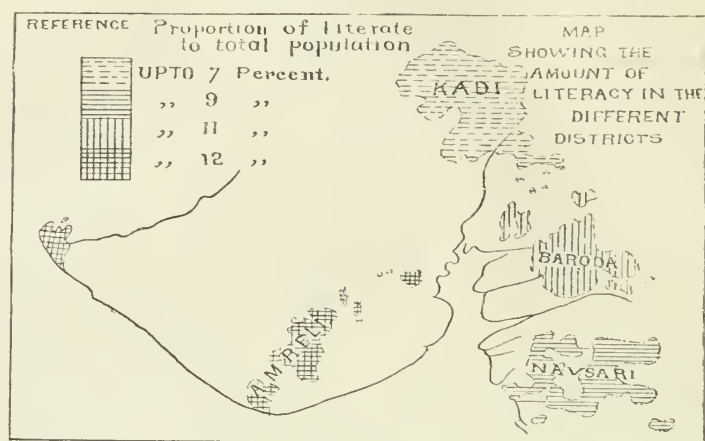 REFERENCE
Proportion of literate
to total population
UPTO 7 Percent.
,, 9 ,,
,, 11 ,,
,, 12 ,,
MAP
SHOWING THE
AMOUNT OF
LITERACY IN THE
DIFFERENT
DISTRICTS
KADI
BARODA
AMRELI
NAVSARI